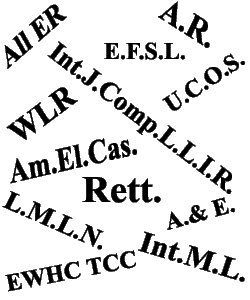 All ER
A.R.
E.F.S.L.
Int.J.Comp.L.L.I.R.
U.C.O.S.
WLR
Am.El.Cas.
Rett.
L.M.L.N.
A.& E.
Int.M.L.
EWHC TCC